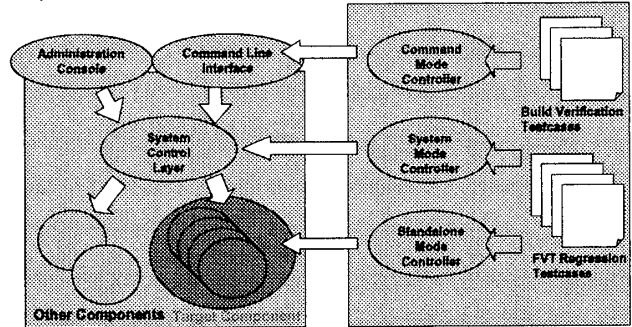 Administration
Console
Command Line
Interface
Command
Mode
Controller
Build Verification
Testcases
System
Control
Layer
System
Mode
Controller
Standalone
Mode
Controller
FVT Regression
Testcases
Other Components
Target Component